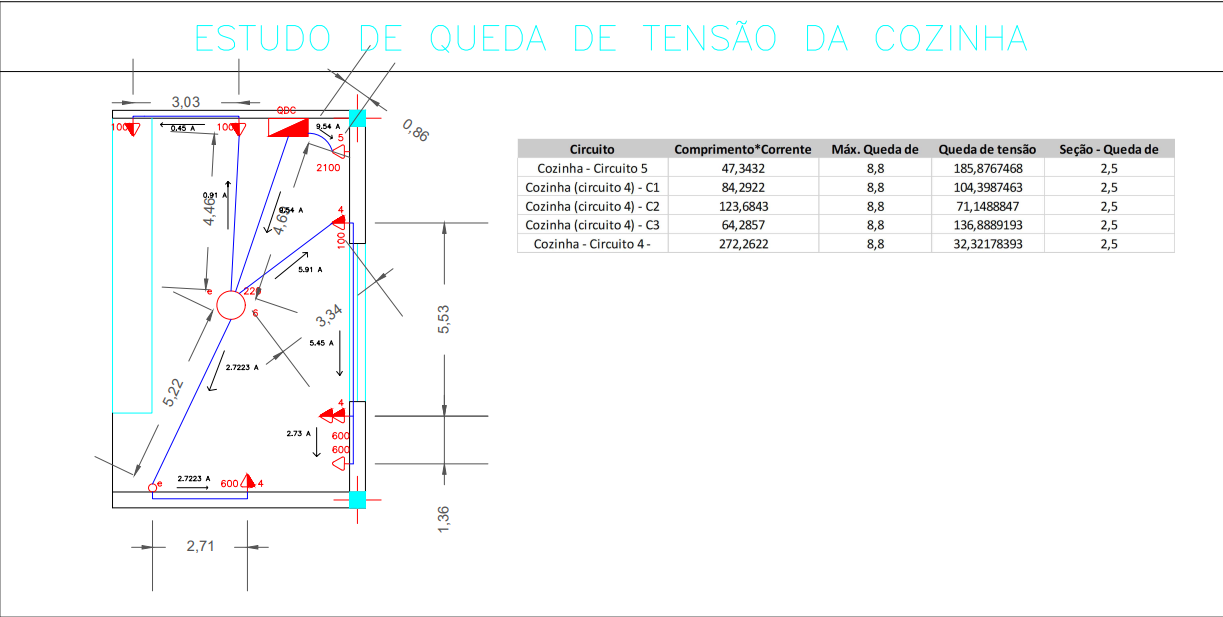 ESTUDO DE QUEDA DE TENSÃO DA COZINHA
3,03
QDC
0,86
100
0.45 A
100
9.54 A
5
2100
4,46
0.91 A
9.54 A
4
100
5.91 A
e
220
6
3,34
5,53
5.45 A
2.7223 A
5,22
4
2.73 A
600
600
e
2.7223 A
600
4
1,36
2,71
Circuito Comprimento*Corrente Máx. Queda de Queda de tensão Seção - Queda de
Cozinha - Circuito 5 47,3432 8,8 185,8767468 2,5
Cozinha (circuito 4) - C1 84,2922 8,8 104,3987463 2,5
Cozinha (circuito 4) - C2 123,6843 8,8 71,1488847 2,5
Cozinha (circuito 4) - C3 64,2857 8,8 136,8889193 2,5
Cozinha - Circuito 4 - 272,2622 8,8 32,32178393 2,5